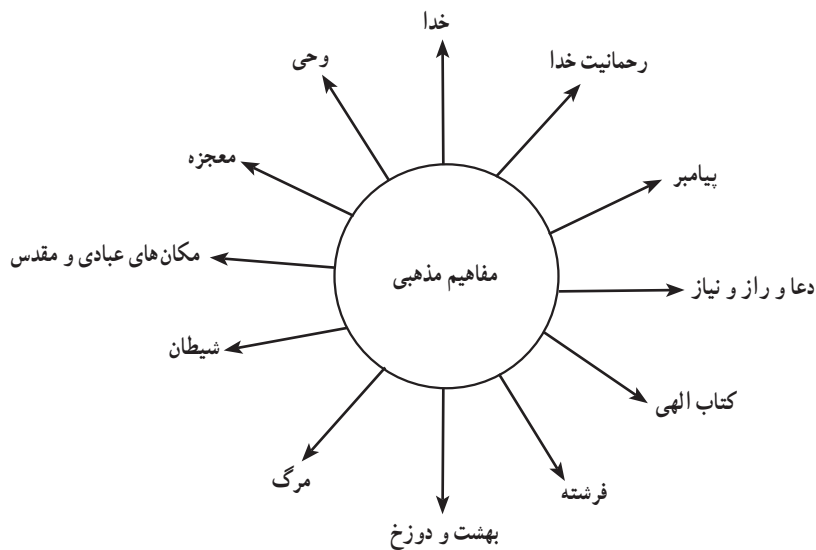 خدا
رحمانیت خدا
پیامبر
دعا و راز و نیاز
کتاب الهی
فرشته
بهشت و دوزخ
مرگ
شیطان
مکان‌های عبادی و مقدس
معجزه
وحی
مفاهیم مذهبی